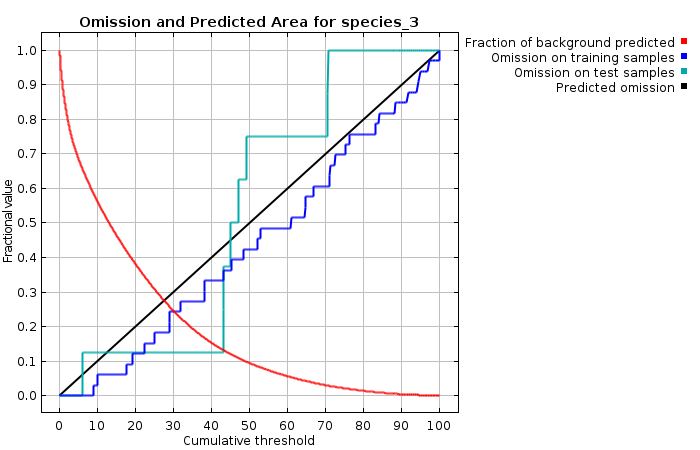 Omission and Predicted Area for species_3
Fraction of background predicted
Omission on training samples
Omission on test samples
Predicted omission
Fractional value
1.0
0.9
0.8
0.7
0.6
0.5
0.4
0.3
0.2
0.1
0.0
0 10 20 30 40 50 60 70 80 90 100
Cumulative threshold